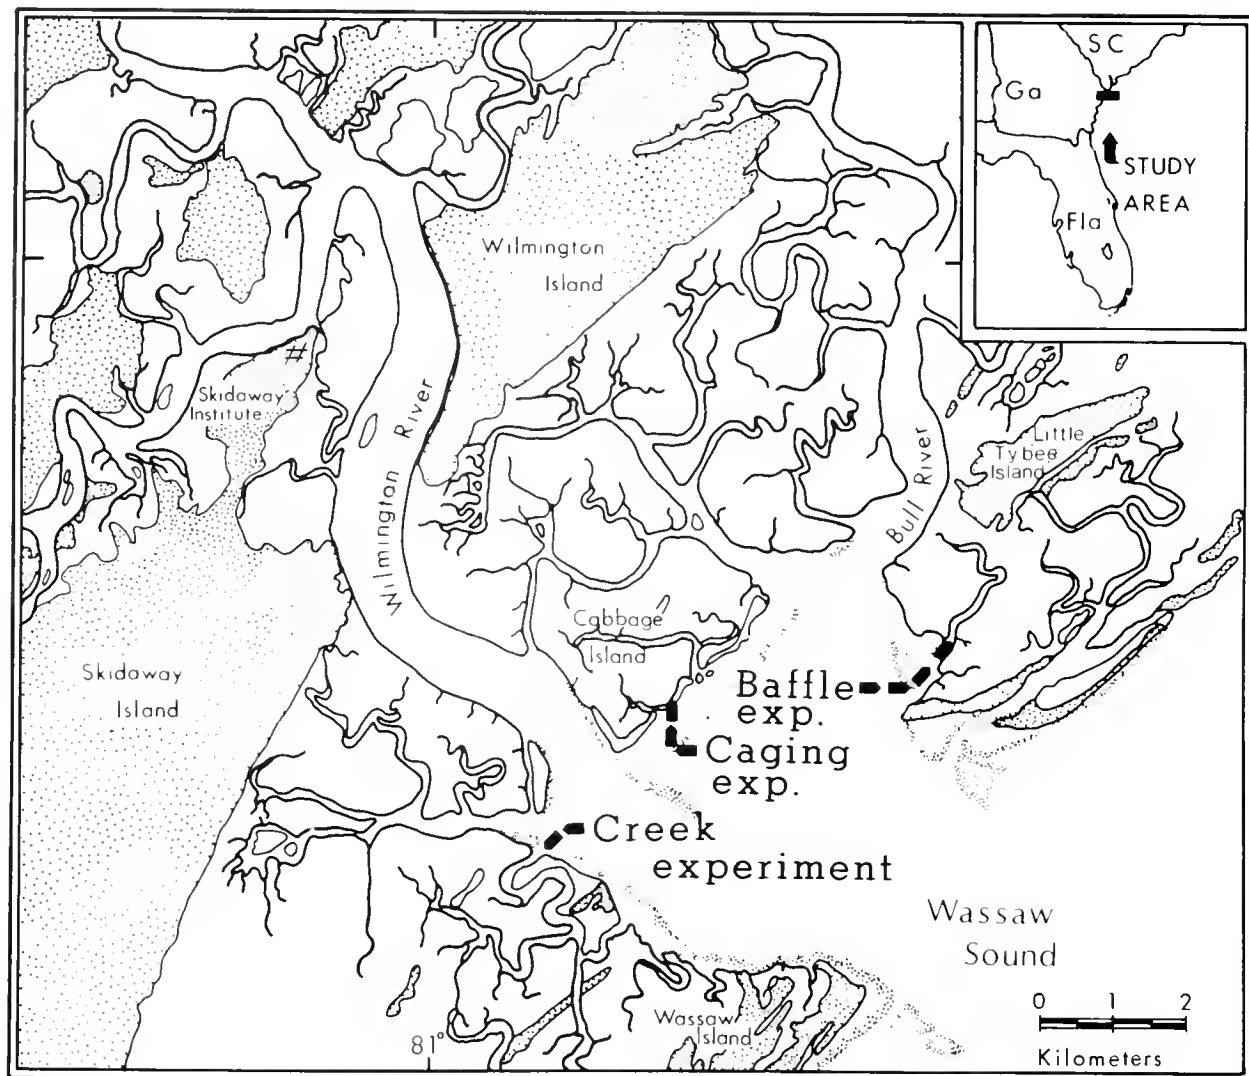 SC
Ga
STUDY
AREA
Fla
Wilmington
Island
#
Skidaway
Institute
Wilmington River
Bull River
Little
Tybee
Island
Cabbage
Island
Skidaway
Island
Baffle
exp.
Caging
exp.
Creek
experiment
Wassaw
Sound
Wassaw
Island
81°
0 1 2
Kilometers